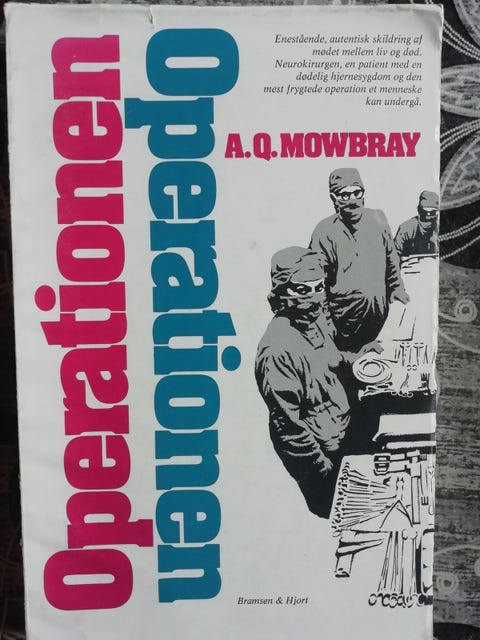 Enestående, autentisk skildring af
mødet mellem liv og død.
Neurokirurgen, en patient med en
dødelig hjernesygdom og den
mest frygtede operation et menneske
kan undergå.
A.Q. MOWBRAY
Operationen
Operationen
Bramsen & Hjort